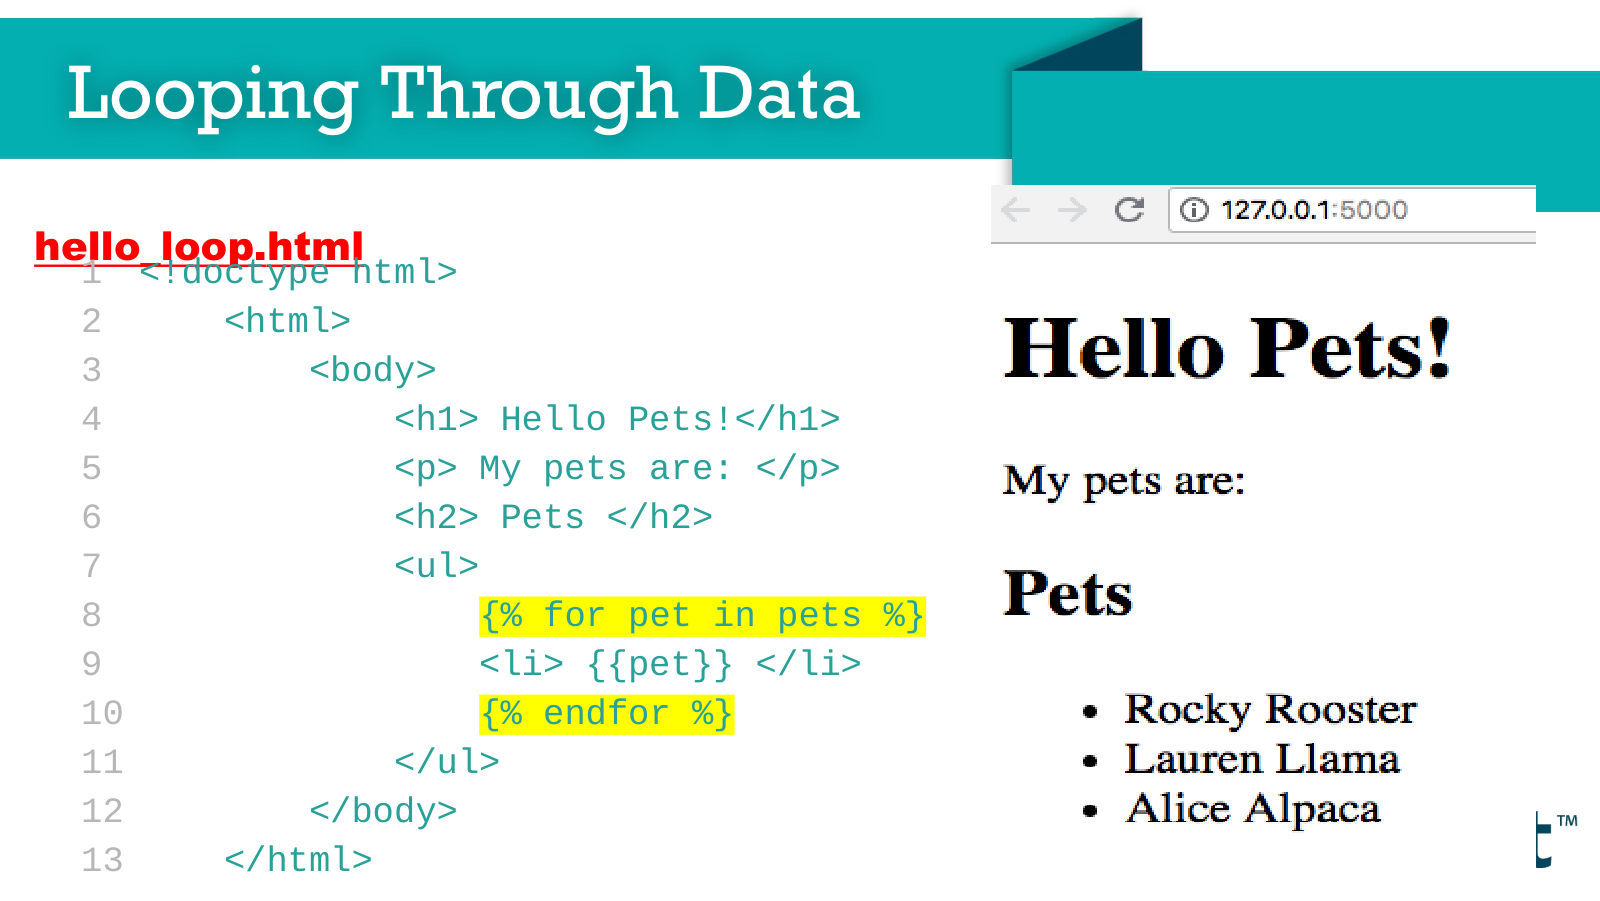 Looping Through Data
hello_loop.html
1 <!doctype html>
2 <html>
3 <body>
4 <h1> Hello Pets!</h1>
5 <p> My pets are: </p>
6 <h2> Pets </h2>
7 <ul>
8 {% for pet in pets %}
9 <li> {{pet}} </li>
10 {% endfor %}
11 </ul>
12 </body>
13 </html>
127.0.0.1:5000
Hello Pets!
My pets are:
Pets
• Rocky Rooster
• Lauren Llama
• Alice Alpaca
t™